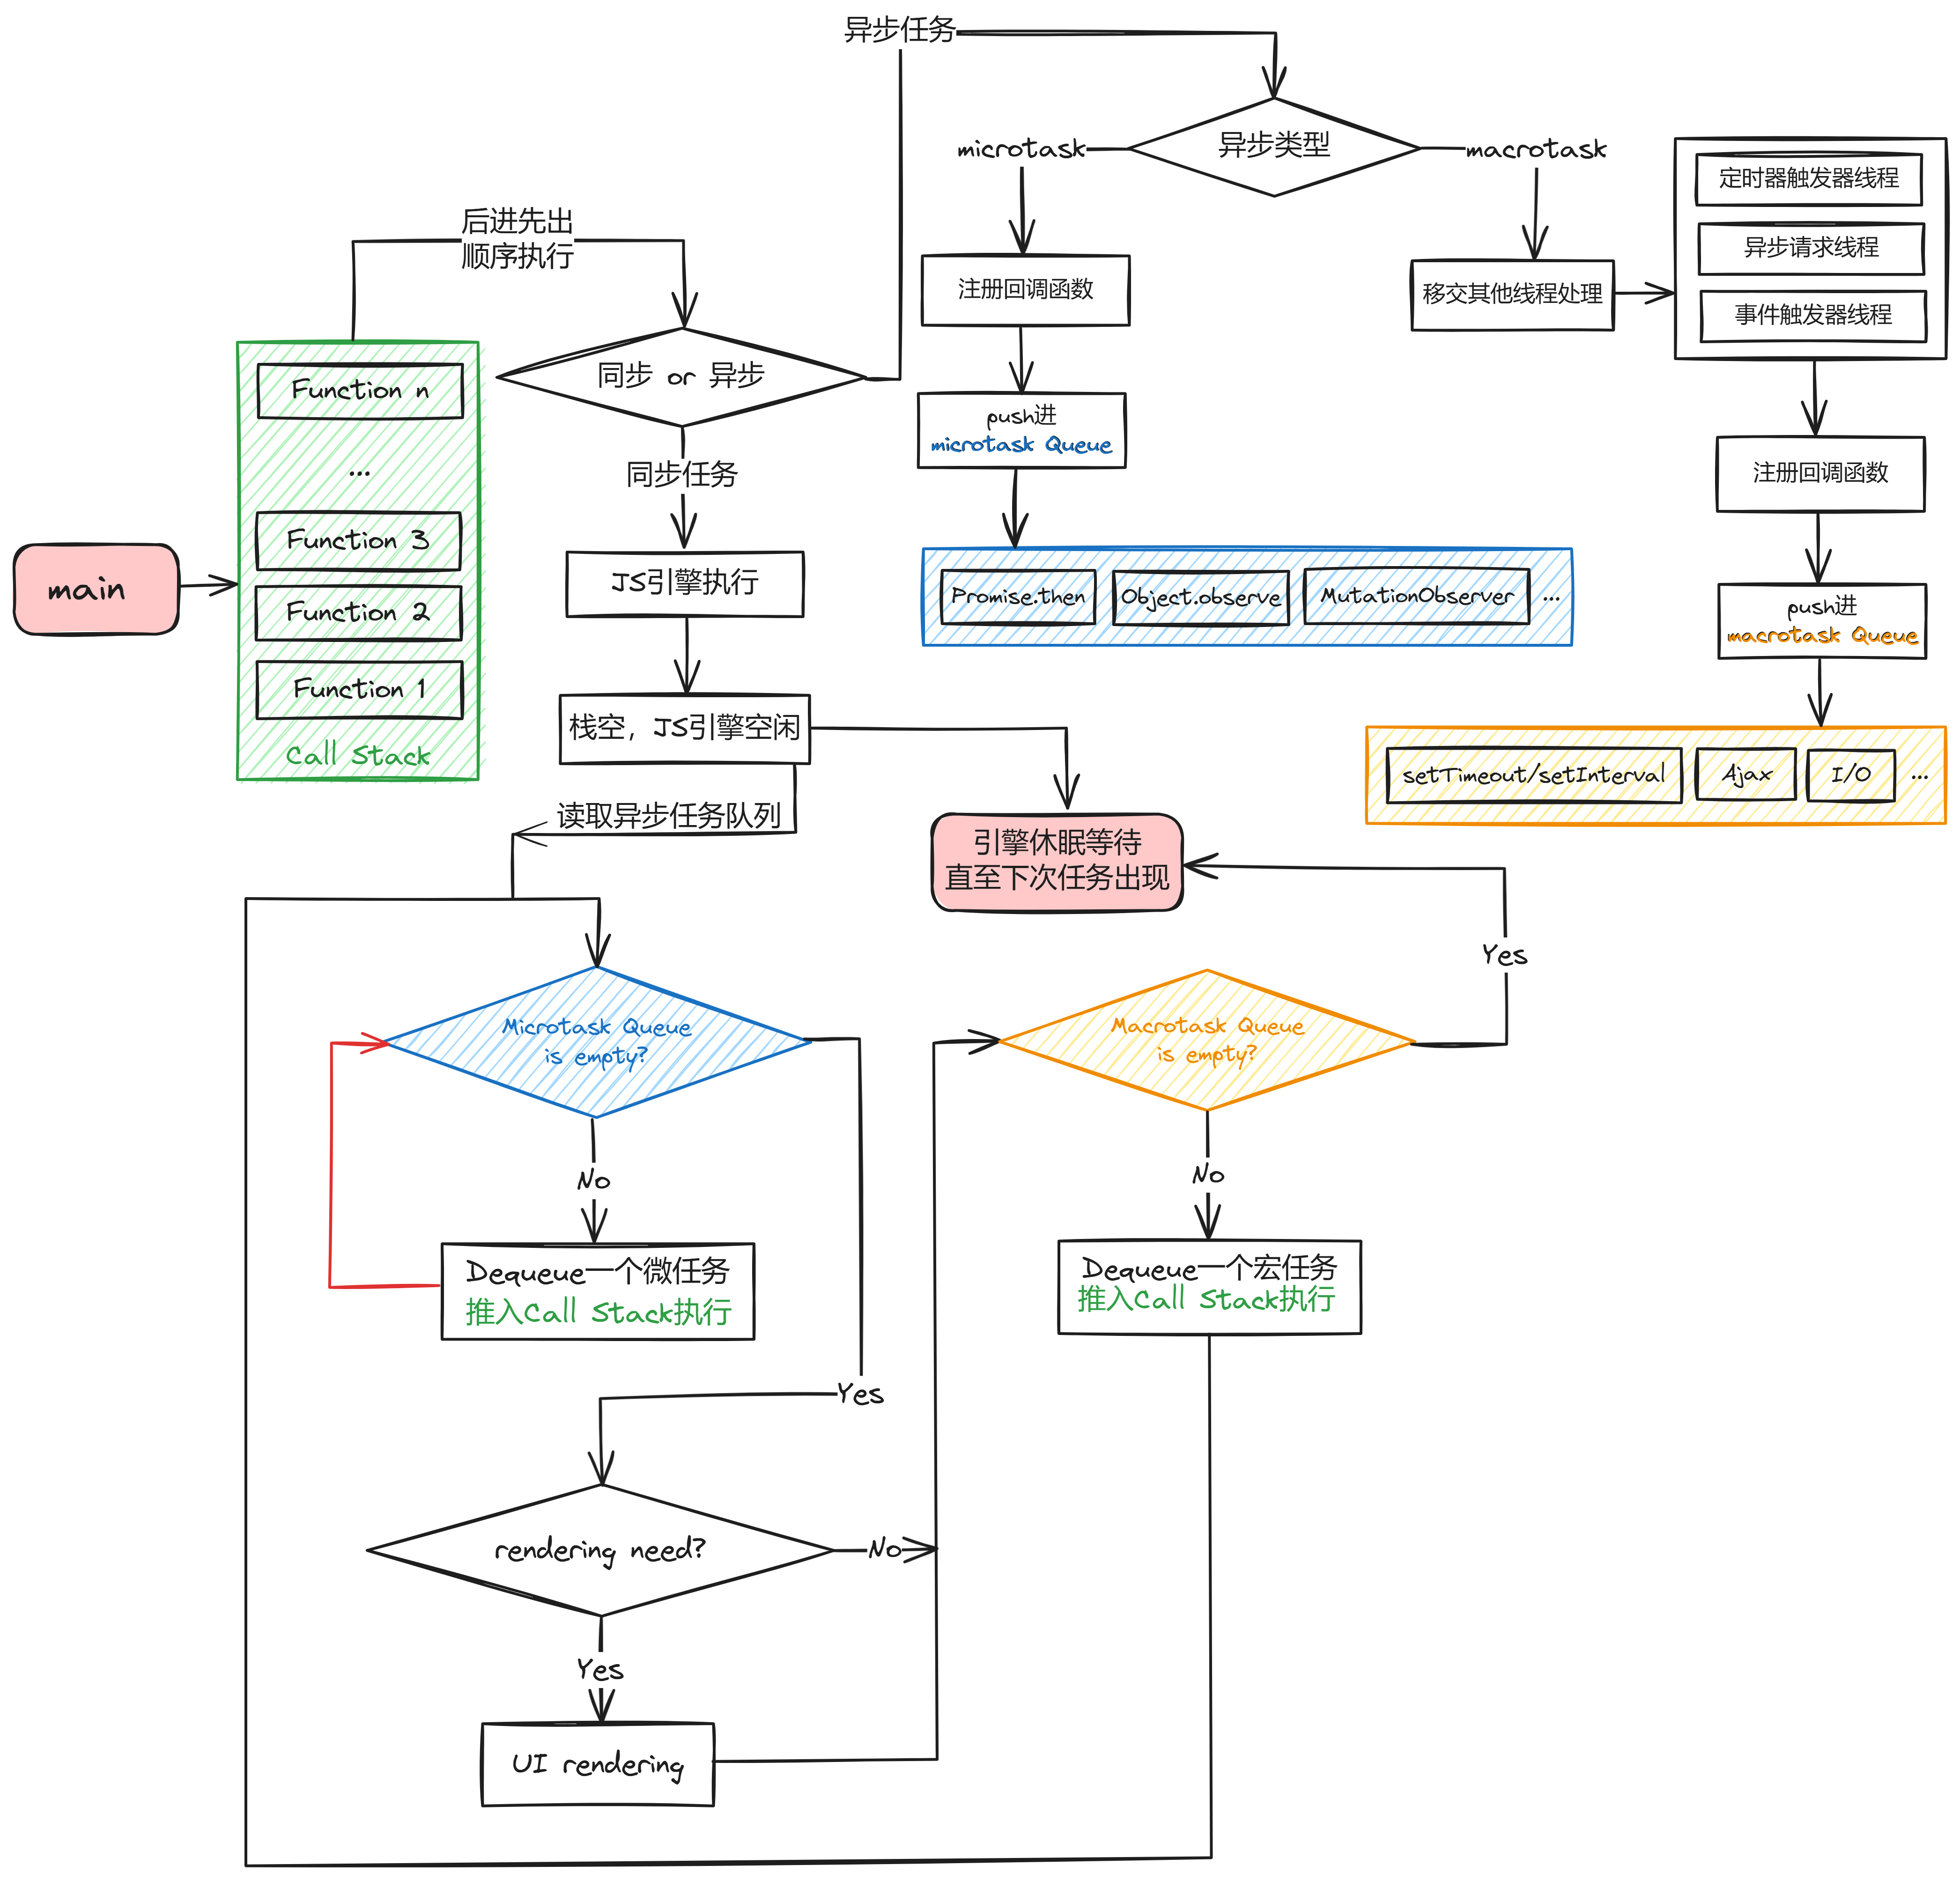 异步任务
异步类型
microtask
macrotask
定时器触发器线程
异步请求线程
事件触发器线程
后进先出
顺序执行
注册回调函数
移交其他线程处理
同步 or 异步
Function n
...
Function 3
Function 2
Function 1
Call Stack
main
push进
microtask Queue
同步任务
注册回调函数
JS引擎执行
Promise.then
Object.observe
MutationObserver
...
push进
macrotask Queue
栈空，JS引擎空闲
setTimeout/setInterval
Ajax
I/O
...
读取异步任务队列
引擎休眠等待
直至下次任务出现
Yes
Microtask Queue
is empty?
Macrotask Queue
is empty?
No
No
Dequeue一个微任务
推入Call Stack执行
Dequeue一个宏任务
推入Call Stack执行
Yes
rendering need?
No
Yes
UI rendering